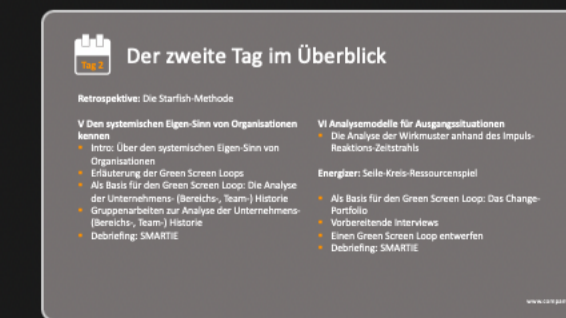 Tag 2
Der zweite Tag im Überblick
Retrospektive: Die Starfish-Methode
V Den systemischen Eigen-Sinn von Organisationen
kennen
Intro: Über den systemischen Eigen-Sinn von
Organisationen
Erläuterung der Green Screen Loops
Als Basis für den Green Screen Loop: Die Analyse
der Unternehmens- (Bereichs-, Team-) Historie
Gruppenarbeiten zur Analyse der Unternehmens-
(Bereichs-, Team-) Historie
Debriefing: SMARTIE
VI Analysemodelle für Ausgangssituationen
Die Analyse der Wirkmuster anhand des Impuls-
Reaktions-Zeitstrahls
Energizer: Seile-Kreis-Ressourcenspiel
Als Basis für den Green Screen Loop: Das Change-
Portfolio
Vorbereitende Interviews
Einen Green Screen Loop entwerfen
Debriefing: SMARTIE
www.compan